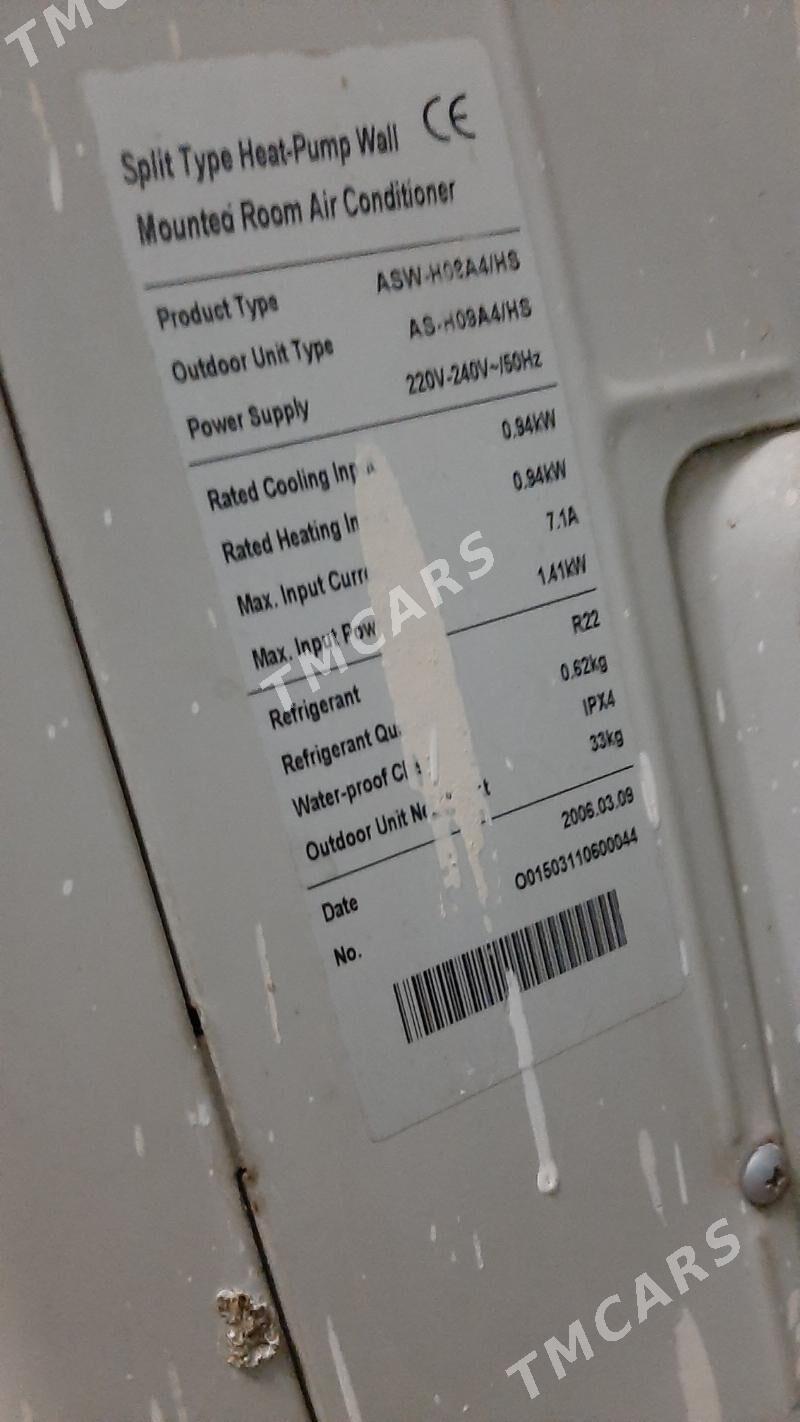 TMCARS
CE
Split Type Heat-Pump Wall
Mounted Room Air Conditioner
Product Type ASW-H09A4/HS
Outdoor Unit Type AS-H09A4/HS
Power Supply 220V-240V~/50Hz
Rated Cooling Inp 0.94kW
Rated Heating In 0.94kW
Max. Input Curr 7.1A
Max. Input Pow 1.41kW
TMCARS
Refrigerant R22
Refrigerant Qu 0.62kg
Water-proof Cl IPX4
Outdoor Unit Ne 33kg
Date 2006.03.09
No. O01503110600044
TMCARS